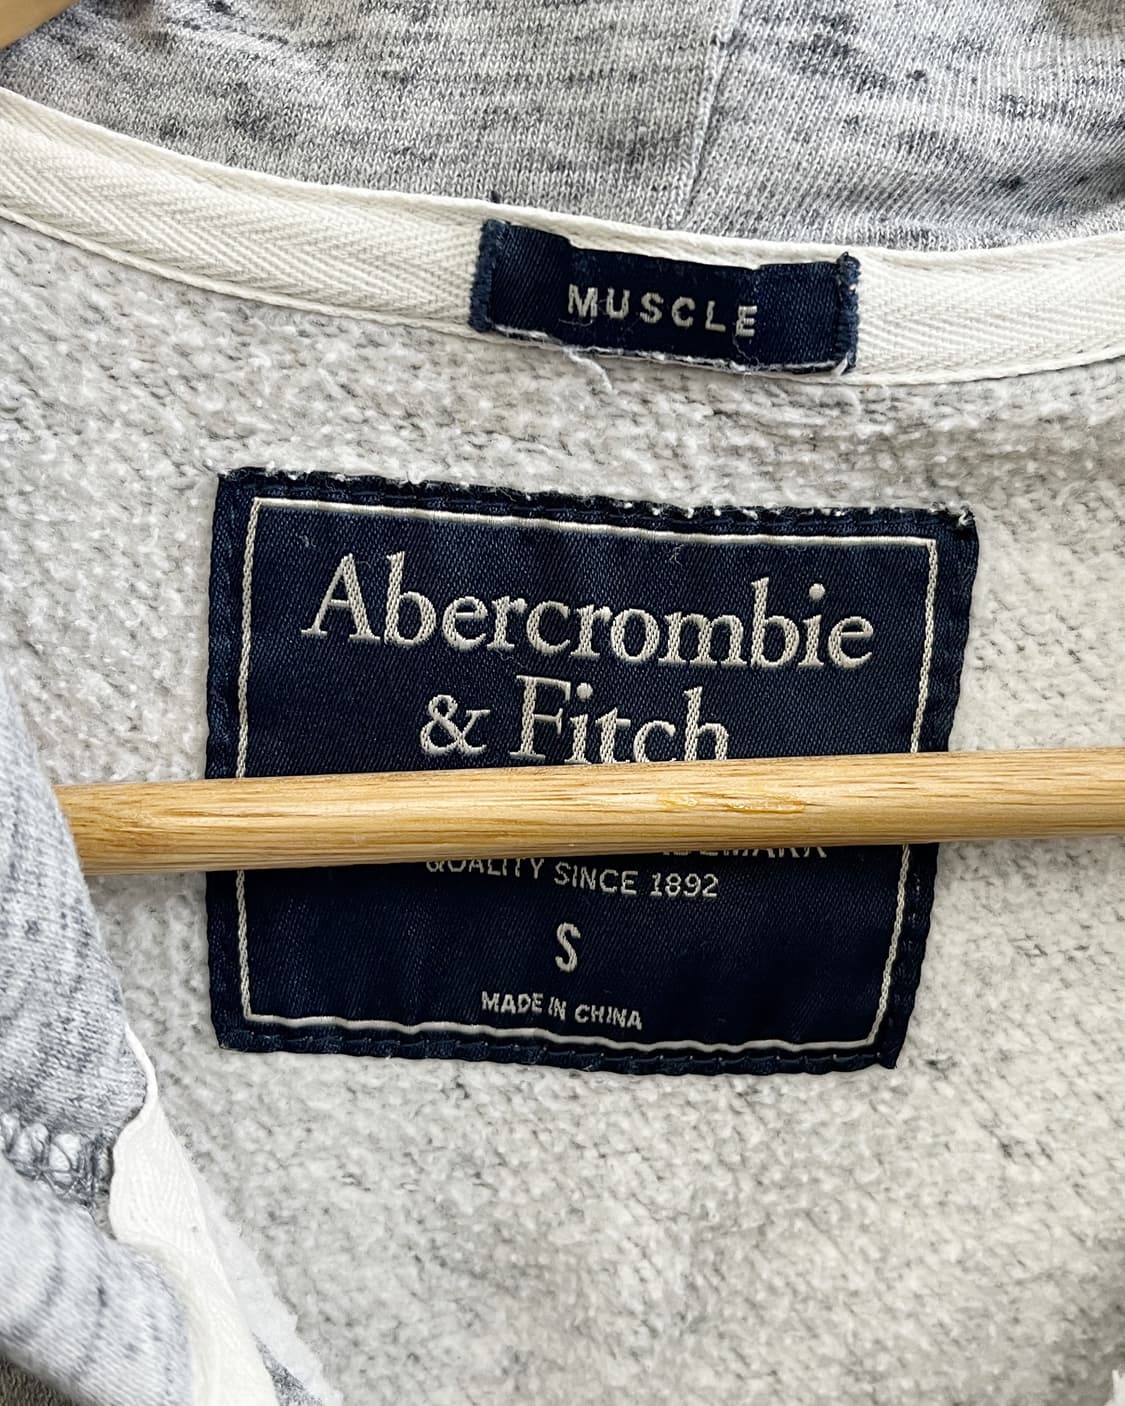 MUSCLE
Abercrombie
& Fitch
QUALITY SINCE 1892
S
MADE IN CHINA